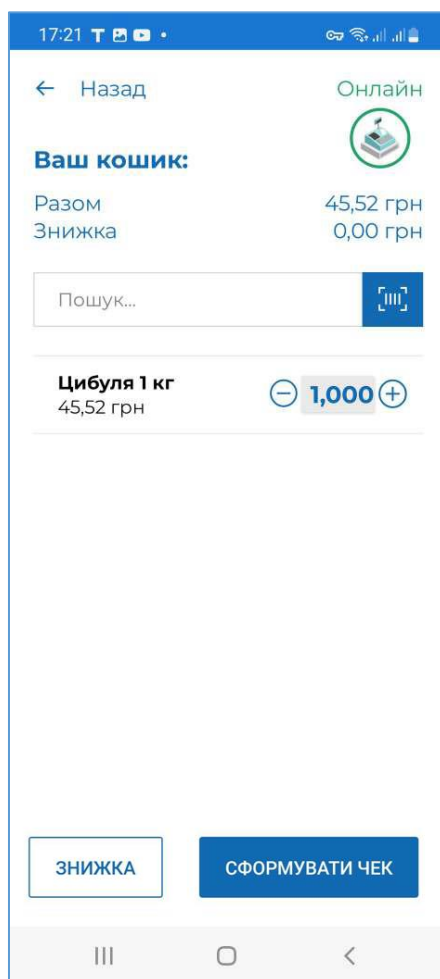 17:21 T
← Назад
Онлайн
Ваш кошик:
Разом 45,52 грн
Знижка 0,00 грн
Пошук...
Цибуля 1 кг
45,52 грн
1,000
ЗНИЖКА
СФОРМУВАТИ ЧЕК